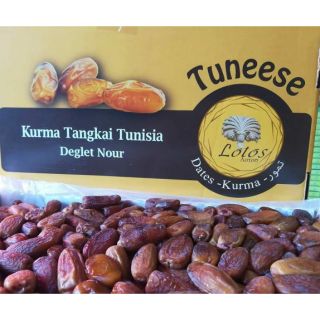 Tuneese
Kurma Tangkai Tunisia
Deglet Nour
Lotos
Dates - Kurma - تمور